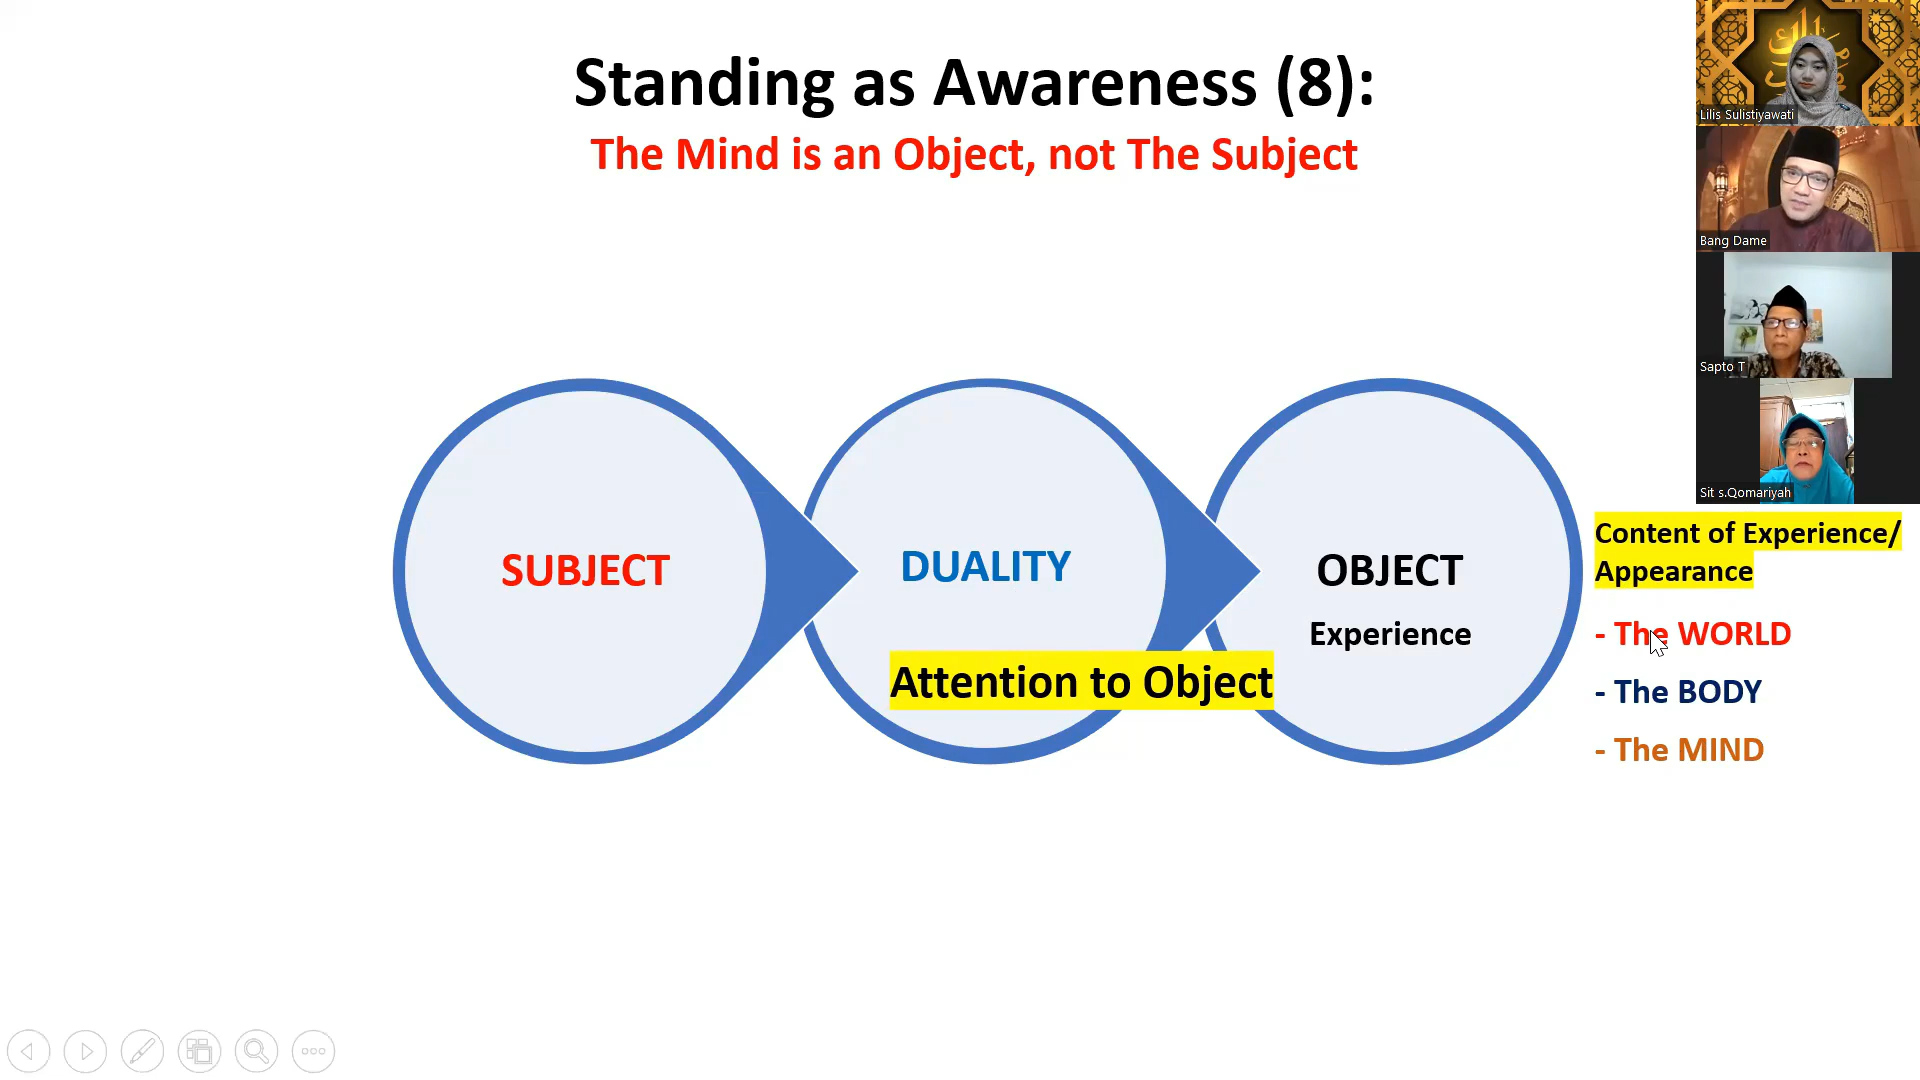 Standing as Awareness (8):
The Mind is an Object, not The Subject
Lilis Sulistiyawati
Bang Dame
Sapto T
Sit s.Qomariyah
SUBJECT
DUALITY
Attention to Object
OBJECT
Experience
Content of Experience/
Appearance
- The WORLD
- The BODY
- The MIND